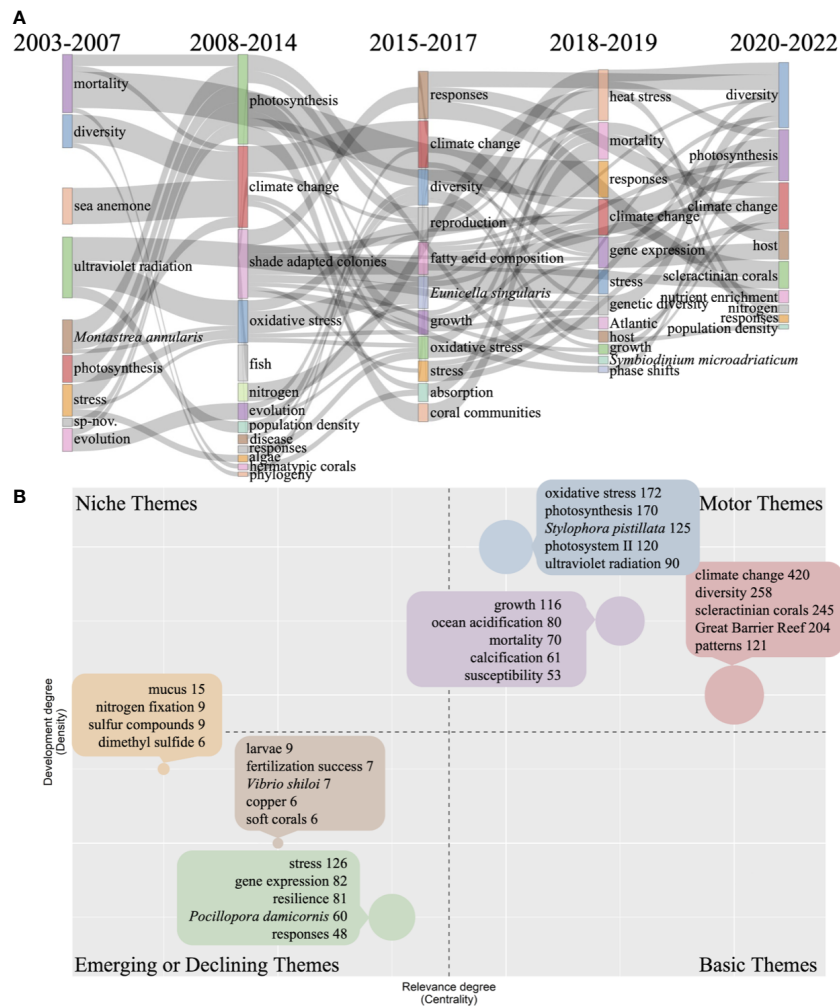 A
2003-2007
2008-2014
2015-2017
2018-2019
2020-2022
mortality
diversity
sea anemone
ultraviolet radiation
Montastrea annularis
photosynthesis
stress
sp-nov.
evolution
photosynthesis
climate change
shade adapted colonies
oxidative stress
fish
nitrogen
evolution
population density
disease
responses
algae
hermatypic corals
phylogeny
responses
climate change
diversity
reproduction
fatty acid composition
Eunicella singularis
growth
oxidative stress
stress
absorption
coral communities
heat stress
mortality
responses
climate change
gene expression
stress
genetic diversity
Atlantic
host
growth
Symbiodinium microadriaticum
phase shifts
diversity
photosynthesis
climate change
host
scleractinian corals
nutrient enrichment
nitrogen
responses
population density
B
Niche Themes
Motor Themes
oxidative stress 172
photosynthesis 170
Stylophora pistillata 125
photosystem II 120
ultraviolet radiation 90
climate change 420
diversity 258
scleractinian corals 245
Great Barrier Reef 204
patterns 121
growth 116
ocean acidification 80
mortality 70
calcification 61
susceptibility 53
mucus 15
nitrogen fixation 9
sulfur compounds 9
dimethyl sulfide 6
larvae 9
fertilization success 7
Vibrio shiloi 7
copper 6
soft corals 6
stress 126
gene expression 82
resilience 81
Pocillopora damicornis 60
responses 48
Emerging or Declining Themes
Basic Themes
Development degree
(Density)
Relevance degree
(Centrality)